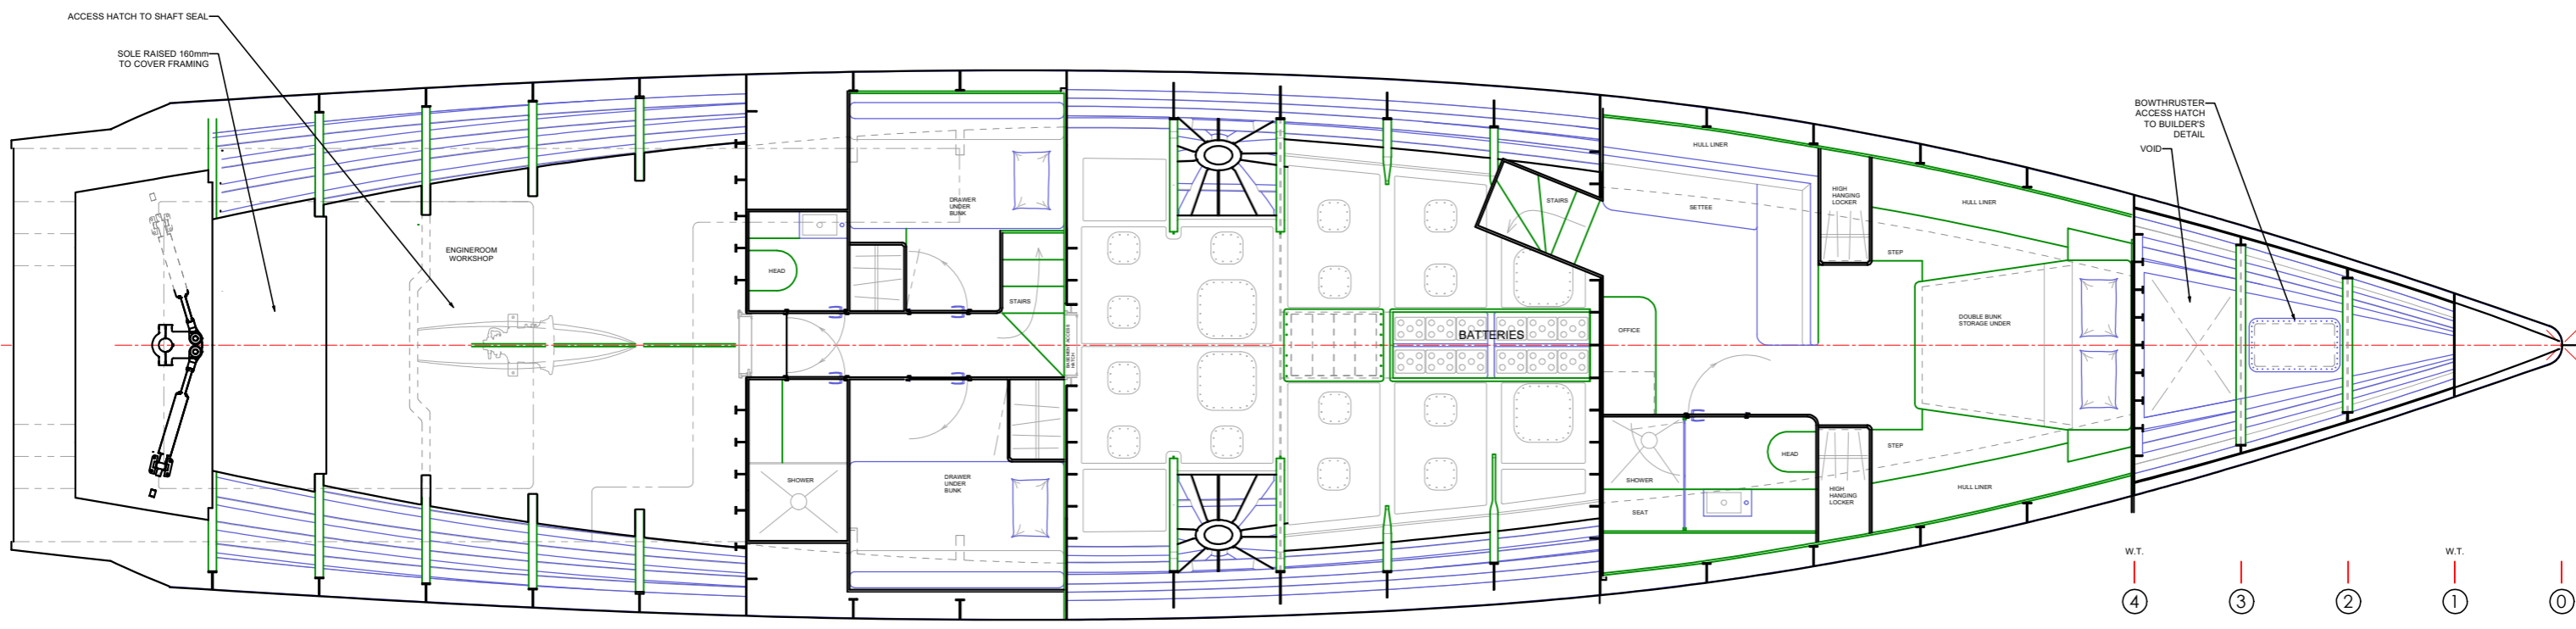 ACCESS HATCH TO SHAFT SEAL
SOLE RAISED 160mm
TO COVER FRAMING
ENGINEROOM
WORKSHOP
HEAD
DRAWER
UNDER
BUNK
STAIRS
BASEMENT ACCESS
HATCH
SHOWER
DRAWER
UNDER
BUNK
STAIRS
BATTERIES
HULL LINER
SETTEE
HIGH
HANGING
LOCKER
HULL LINER
STEP
OFFICE
DOUBLE BUNK
STORAGE UNDER
SHOWER
SEAT
HEAD
STEP
HIGH
HANGING
LOCKER
HULL LINER
BOWTHRUSTER
ACCESS HATCH
TO BUILDER'S
DETAIL
VOID
W.T.
W.T.
4
3
2
1
0